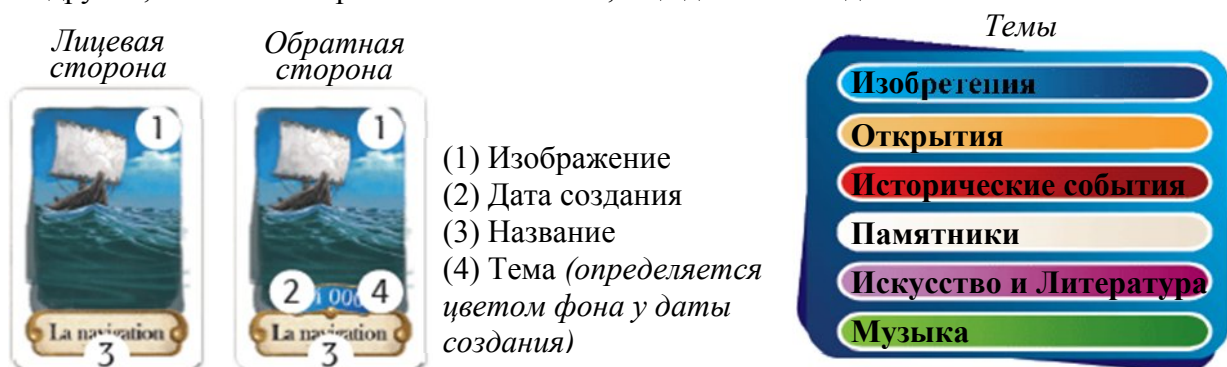 Лицевая
сторона
1
La navigation
3
Обратная
сторона
1
2
4
La navigation
3
(1) Изображение
(2) Дата создания
(3) Название
(4) Тема (определяется
цветом фона у даты
создания)
Темы
Изобретения
Открытия
Исторические события
Памятники
Искусство и Литература
Музыка